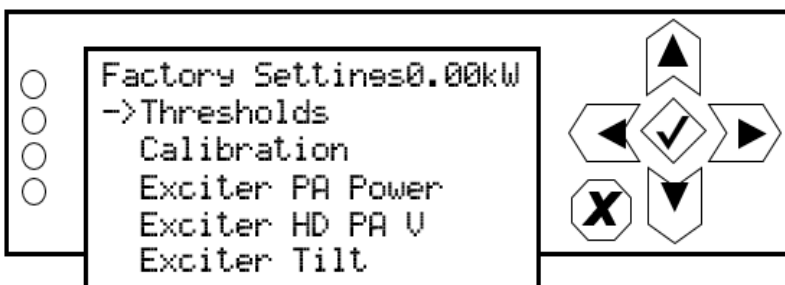 Factory Settings0.00kW
->Thresholds
Calibration
Exciter PA Power
Exciter HD PA V
Exciter Tilt
X